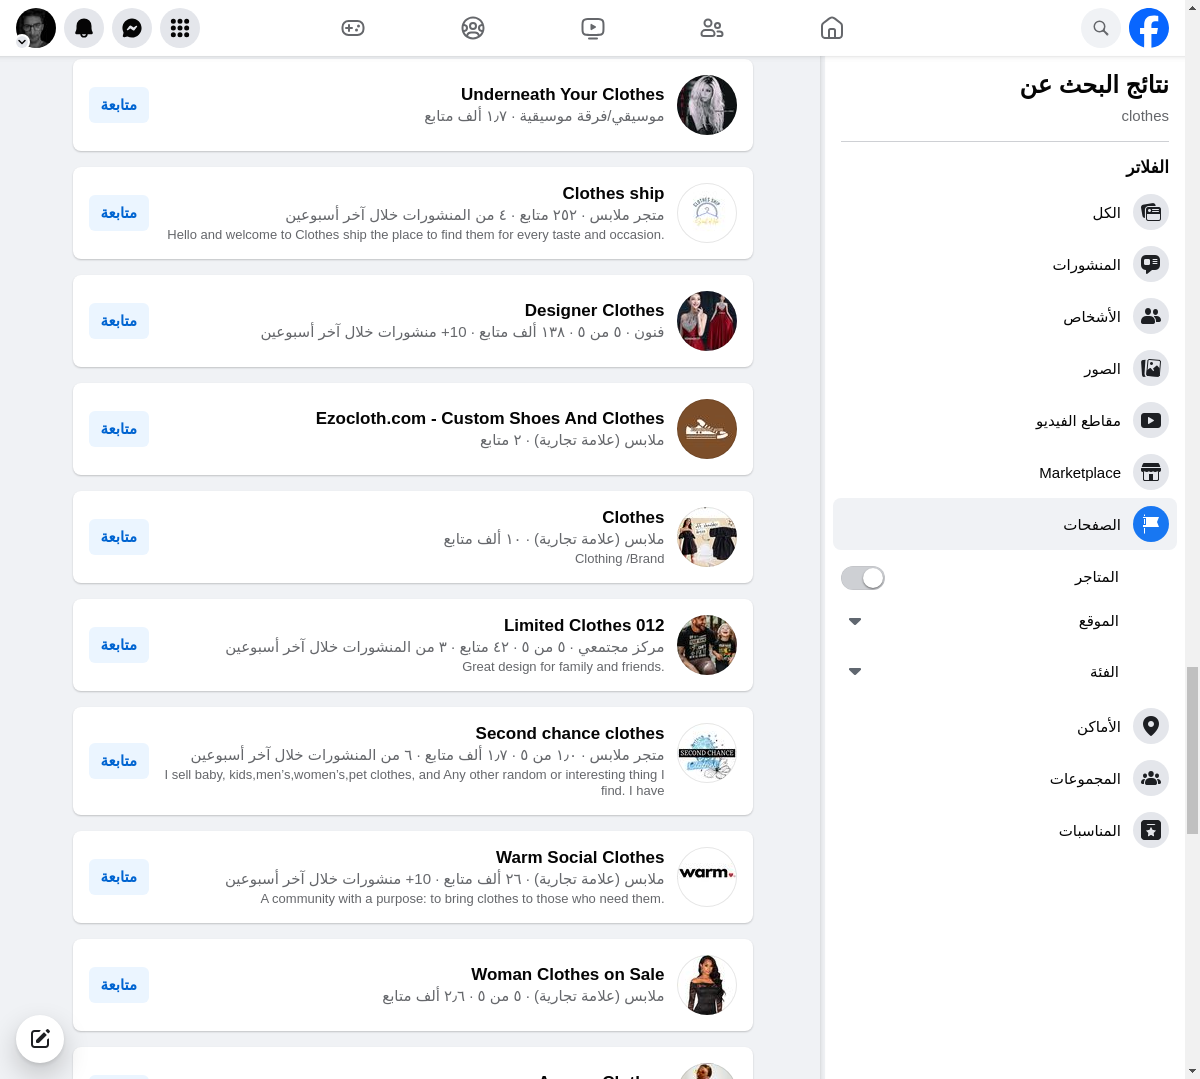 نتائج البحث عن
clothes
الفلاتر
الكل
المنشورات
الأشخاص
الصور
مقاطع الفيديو
Marketplace
الصفحات
المتاجر
الموقع
الفئة
الأماكن
المجموعات
المناسبات
Underneath Your Clothes
موسيقي/فرقة موسيقية · ١٫٧ ألف متابع
متابعة
Clothes ship
متجر ملابس · ٢٥٢ متابع · ٤ من المنشورات خلال آخر أسبوعين
Hello and welcome to Clothes ship the place to find them for every taste and occasion.
متابعة
Designer Clothes
فنون · ٥ من ٥ · ١٣٨ ألف متابع · 10+ منشورات خلال آخر أسبوعين
متابعة
Ezocloth.com - Custom Shoes And Clothes
ملابس (علامة تجارية) · ٢ متابع
متابعة
Clothes
ملابس (علامة تجارية) · ١٠ ألف متابع
Clothing /Brand
متابعة
Limited Clothes 012
مركز مجتمعي · ٥ من ٥ · ٤٢ متابع · ٣ من المنشورات خلال آخر أسبوعين
Great design for family and friends.
متابعة
SECOND CHANCE
Second chance clothes
متجر ملابس · ١٫٠ من ٥ · ١٫٧ ألف متابع · ٦ من المنشورات خلال آخر أسبوعين
I sell baby, kids,men's,women's,pet clothes, and Any other random or interesting thing I
find. I have
متابعة
warm
Warm Social Clothes
ملابس (علامة تجارية) · ٢٦ ألف متابع · 10+ منشورات خلال آخر أسبوعين
A community with a purpose: to bring clothes to those who need them.
متابعة
Woman Clothes on Sale
ملابس (علامة تجارية) · ٥ من ٥ · ٢٫٦ ألف متابع
متابعة